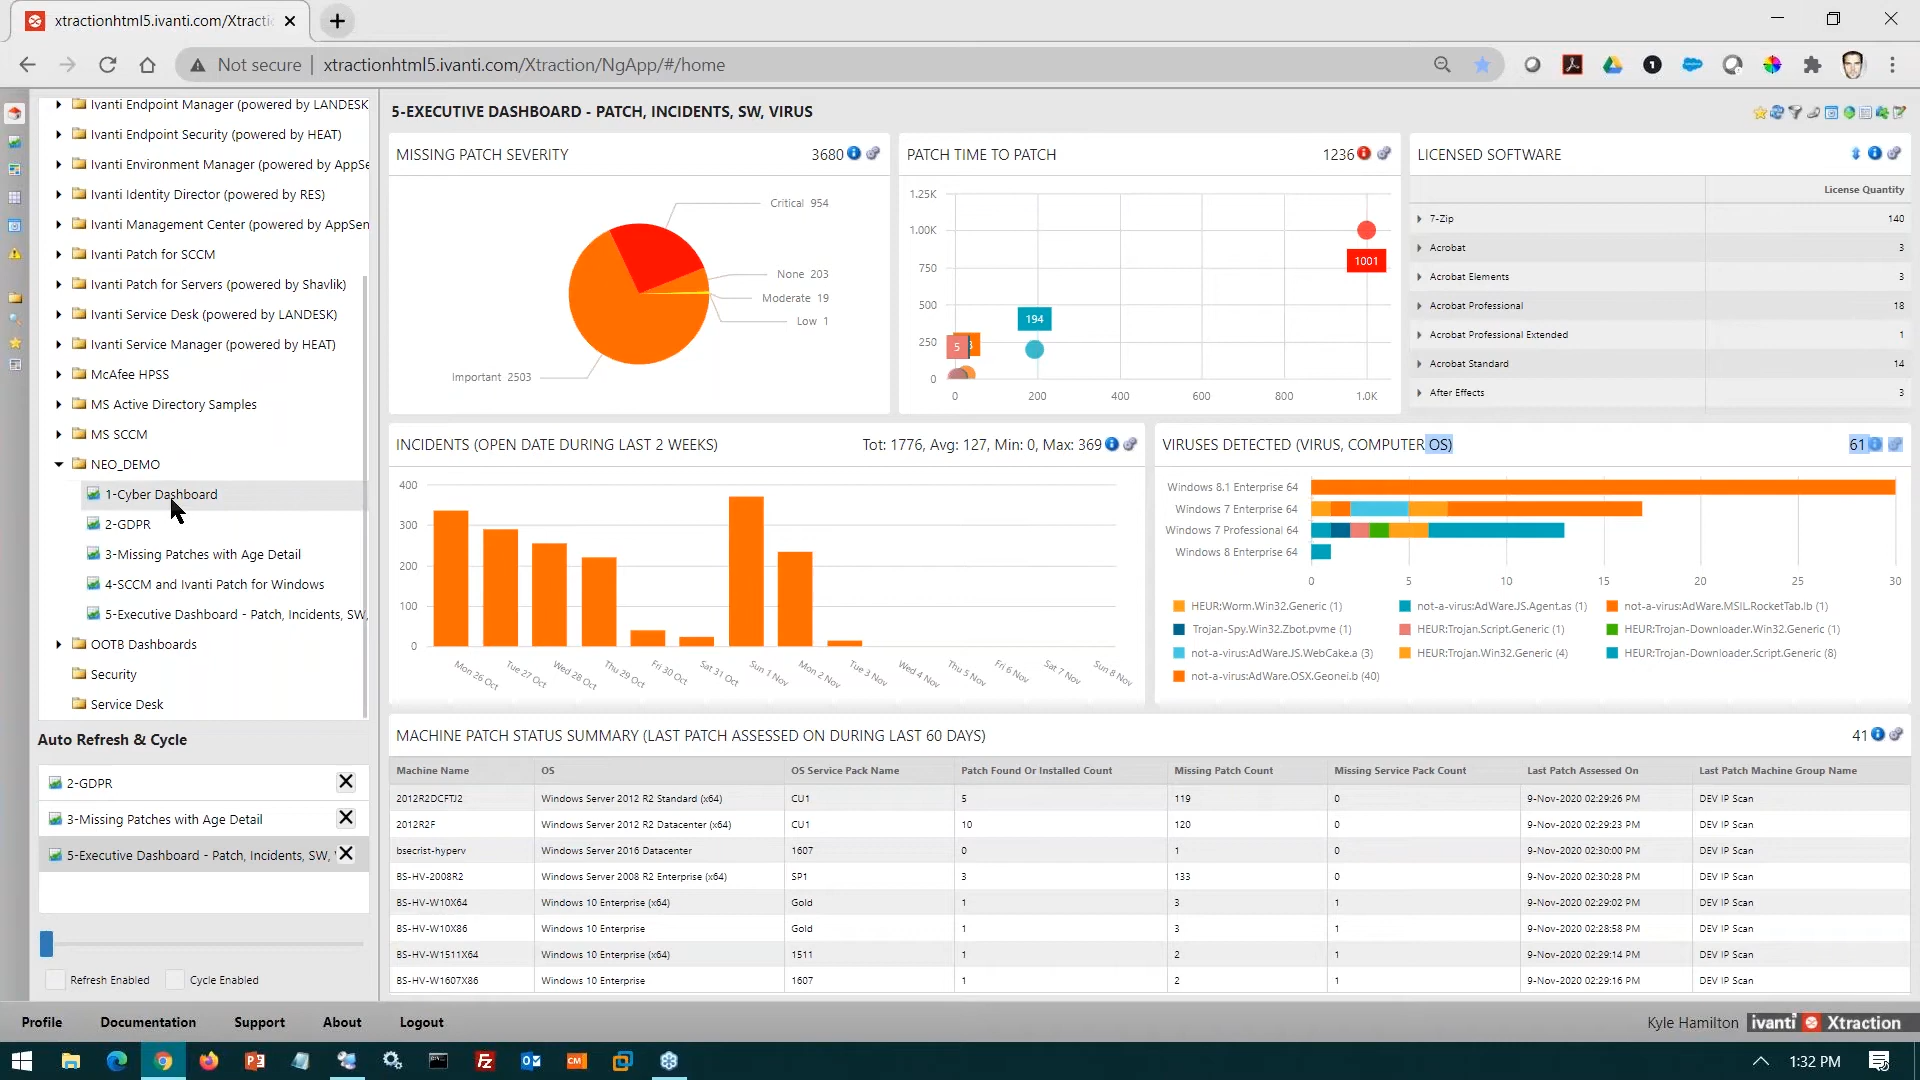 xtractionhtml5.ivanti.com/Xtracti
Not secure | xtractionhtml5.ivanti.com/Xtraction/NgApp/#/home
Ivanti Endpoint Manager (powered by LANDESK
Ivanti Endpoint Security (powered by HEAT)
Ivanti Environment Manager (powered by AppSe
Ivanti Identity Director (powered by RES)
Ivanti Management Center (powered by AppSen
Ivanti Patch for SCCM
Ivanti Patch for Servers (powered by Shavlik)
Ivanti Service Desk (powered by LANDESK)
Ivanti Service Manager (powered by HEAT)
McAfee HPSS
MS Active Directory Samples
MS SCCM
NEO_DEMO
1-Cyber Dashboard
2-GDPR
3-Missing Patches with Age Detail
4-SCCM and Ivanti Patch for Windows
5-Executive Dashboard - Patch, Incidents, SW,
OOTB Dashboards
Security
Service Desk
Auto Refresh & Cycle
2-GDPR
3-Missing Patches with Age Detail
5-Executive Dashboard - Patch, Incidents, SW, '
Refresh Enabled Cycle Enabled
5-EXECUTIVE DASHBOARD - PATCH, INCIDENTS, SW, VIRUS
MISSING PATCH SEVERITY 3680
Critical 954
None 203
Moderate 19
Low 1
Important 2503
PATCH TIME TO PATCH 1236
1.25K
1.00K
750
500
250
0
1001
194
5
0 200 400 600 800 1.0K
LICENSED SOFTWARE
License Quantity
7-Zip 140
Acrobat 3
Acrobat Elements 3
Acrobat Professional 18
Acrobat Professional Extended 1
Acrobat Standard 14
After Effects 3
INCIDENTS (OPEN DATE DURING LAST 2 WEEKS) Tot: 1776, Avg: 127, Min: 0, Max: 369
400
300
200
100
0
Mon 26 Oct Tue 27 Oct Wed 28 Oct Thu 29 Oct Fri 30 Oct Sat 31 Oct Sun 1 Nov Mon 2 Nov Tue 3 Nov Wed 4 Nov Thu 5 Nov Fri 6 Nov Sat 7 Nov Sun 8 Nov
VIRUSES DETECTED (VIRUS, COMPUTER OS) 61
Windows 8.1 Enterprise 64
Windows 7 Enterprise 64
Windows 7 Professional 64
Windows 8 Enterprise 64
0 5 10 15 20 25 30
HEUR:Worm.Win32.Generic (1) not-a-virus:AdWare.JS.Agent.as (1) not-a-virus:AdWare.MSIL.RocketTab.lb (1)
Trojan-Spy.Win32.Zbot.pvme (1) HEUR:Trojan.Script.Generic (1) HEUR:Trojan-Downloader.Win32.Generic (1)
not-a-virus:AdWare.JS.WebCake.a (3) HEUR:Trojan.Win32.Generic (4) HEUR:Trojan-Downloader.Script.Generic (8)
not-a-virus:AdWare.OSX.Geonei.b (40)
MACHINE PATCH STATUS SUMMARY (LAST PATCH ASSESSED ON DURING LAST 60 DAYS) 41
Machine Name OS OS Service Pack Name Patch Found Or Installed Count Missing Patch Count Missing Service Pack Count Last Patch Assessed On Last Patch Machine Group Name
2012R2DCFTJ2 Windows Server 2012 R2 Standard (x64) CU1 5 119 0 9-Nov-2020 02:29:26 PM DEV IP Scan
2012R2F Windows Server 2012 R2 Datacenter (x64) CU1 10 120 0 9-Nov-2020 02:29:23 PM DEV IP Scan
bsecrist-hyperv Windows Server 2016 Datacenter 1607 0 1 0 9-Nov-2020 02:30:00 PM DEV IP Scan
BS-HV-2008R2 Windows Server 2008 R2 Enterprise (x64) SP1 3 133 0 9-Nov-2020 02:30:28 PM DEV IP Scan
BS-HV-W10X64 Windows 10 Enterprise (x64) Gold 1 3 1 9-Nov-2020 02:29:02 PM DEV IP Scan
BS-HV-W10X86 Windows 10 Enterprise Gold 1 3 1 9-Nov-2020 02:28:58 PM DEV IP Scan
BS-HV-W1511X64 Windows 10 Enterprise (x64) 1511 1 2 1 9-Nov-2020 02:29:14 PM DEV IP Scan
BS-HV-W1607X86 Windows 10 Enterprise 1607 1 2 1 9-Nov-2020 02:29:16 PM DEV IP Scan
Profile Documentation Support About Logout Kyle Hamilton ivanti Xtraction
1:32 PM